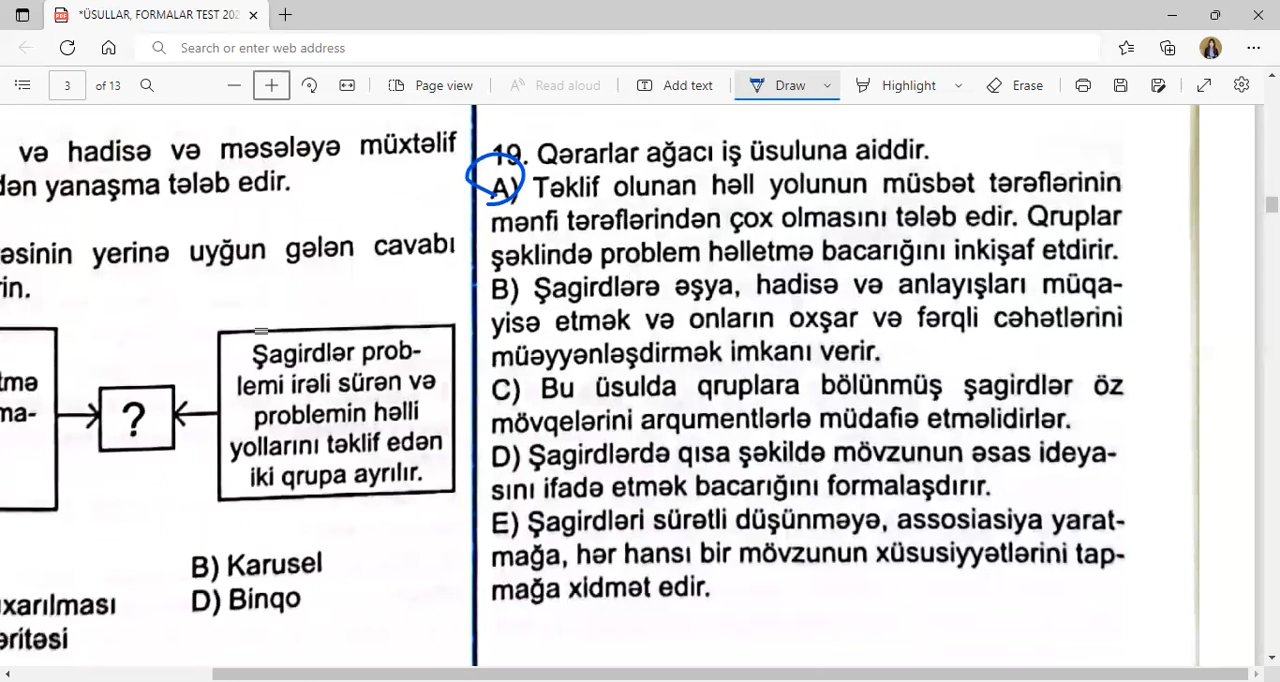 *ÜSULLAR, FORMALAR TEST 202
Search or enter web address
3 of 13
Page view
Read aloud
Add text
Draw
Highlight
Erase
və hadisə və məsələyə müxtəlif
dən yanaşma tələb edir.
əsinin yerinə uyğun gələn cavabı
in.
tmə
ma-
?
Şagirdlər prob-
lemi irəli sürən və
problemin həlli
yollarını təklif edən
iki qrupa ayrılır.
B) Karusel
ıxarılması
D) Binqo
əritəsi
19. Qərarlar ağacı iş üsuluna aiddir.
A) Təklif olunan həll yolunun müsbət tərəflərinin
mənfi tərəflərindən çox olmasını tələb edir. Qruplar
şəklində problem həlletmə bacarığını inkişaf etdirir.
B) Şagirdlərə əşya, hadisə və anlayışları müqa-
yisə etmək və onların oxşar və fərqli cəhətlərini
müəyyənləşdirmək imkanı verir.
C) Bu üsulda qruplara bölünmüş şagirdlər öz
mövqelərini arqumentlərlə müdafiə etməlidirlər.
D) Şagirdlərdə qısa şəkildə mövzunun əsas ideya-
sını ifadə etmək bacarığını formalaşdırır.
E) Şagirdləri sürətli düşünməyə, assosiasiya yarat-
mağa, hər hansı bir mövzunun xüsusiyyətlərini tap-
mağa xidmət edir.